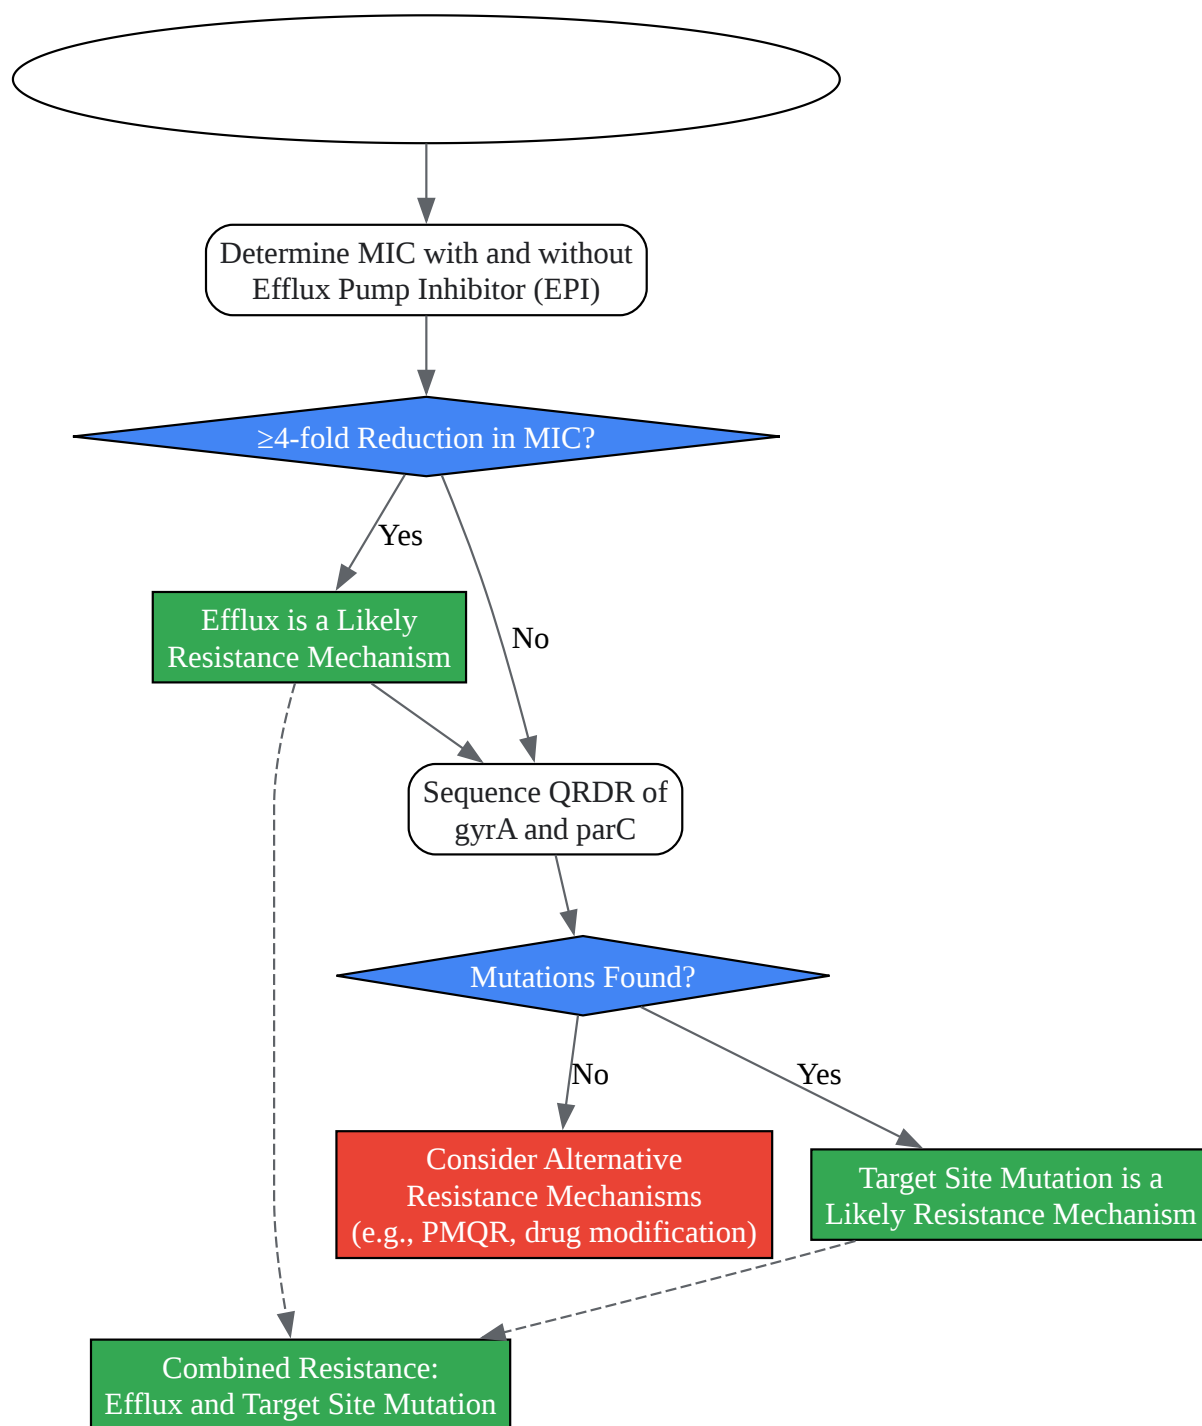 Determine MIC with and without
Efflux Pump Inhibitor (EPI)
≥4-fold Reduction in MIC?
Yes
Efflux is a Likely
Resistance Mechanism
No
Sequence QRDR of
gyrA and parC
Mutations Found?
No
Yes
Consider Alternative
Resistance Mechanisms
(e.g., PMQR, drug modification)
Target Site Mutation is a
Likely Resistance Mechanism
Combined Resistance:
Efflux and Target Site Mutation